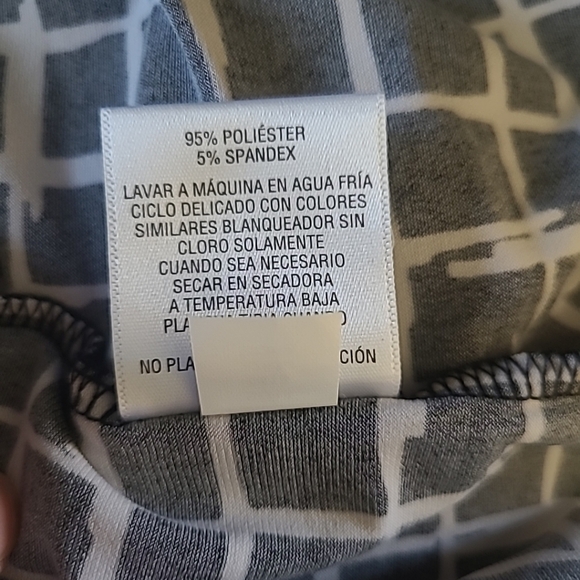 95% POLIÉSTER
5% SPANDEX
LAVAR A MÁQUINA EN AGUA FRÍA
CICLO DELICADO CON COLORES
SIMILARES BLANQUEADOR SIN
CLORO SOLAMENTE
CUANDO SEA NECESARIO
SECAR EN SECADORA
A TEMPERATURA BAJA
NO